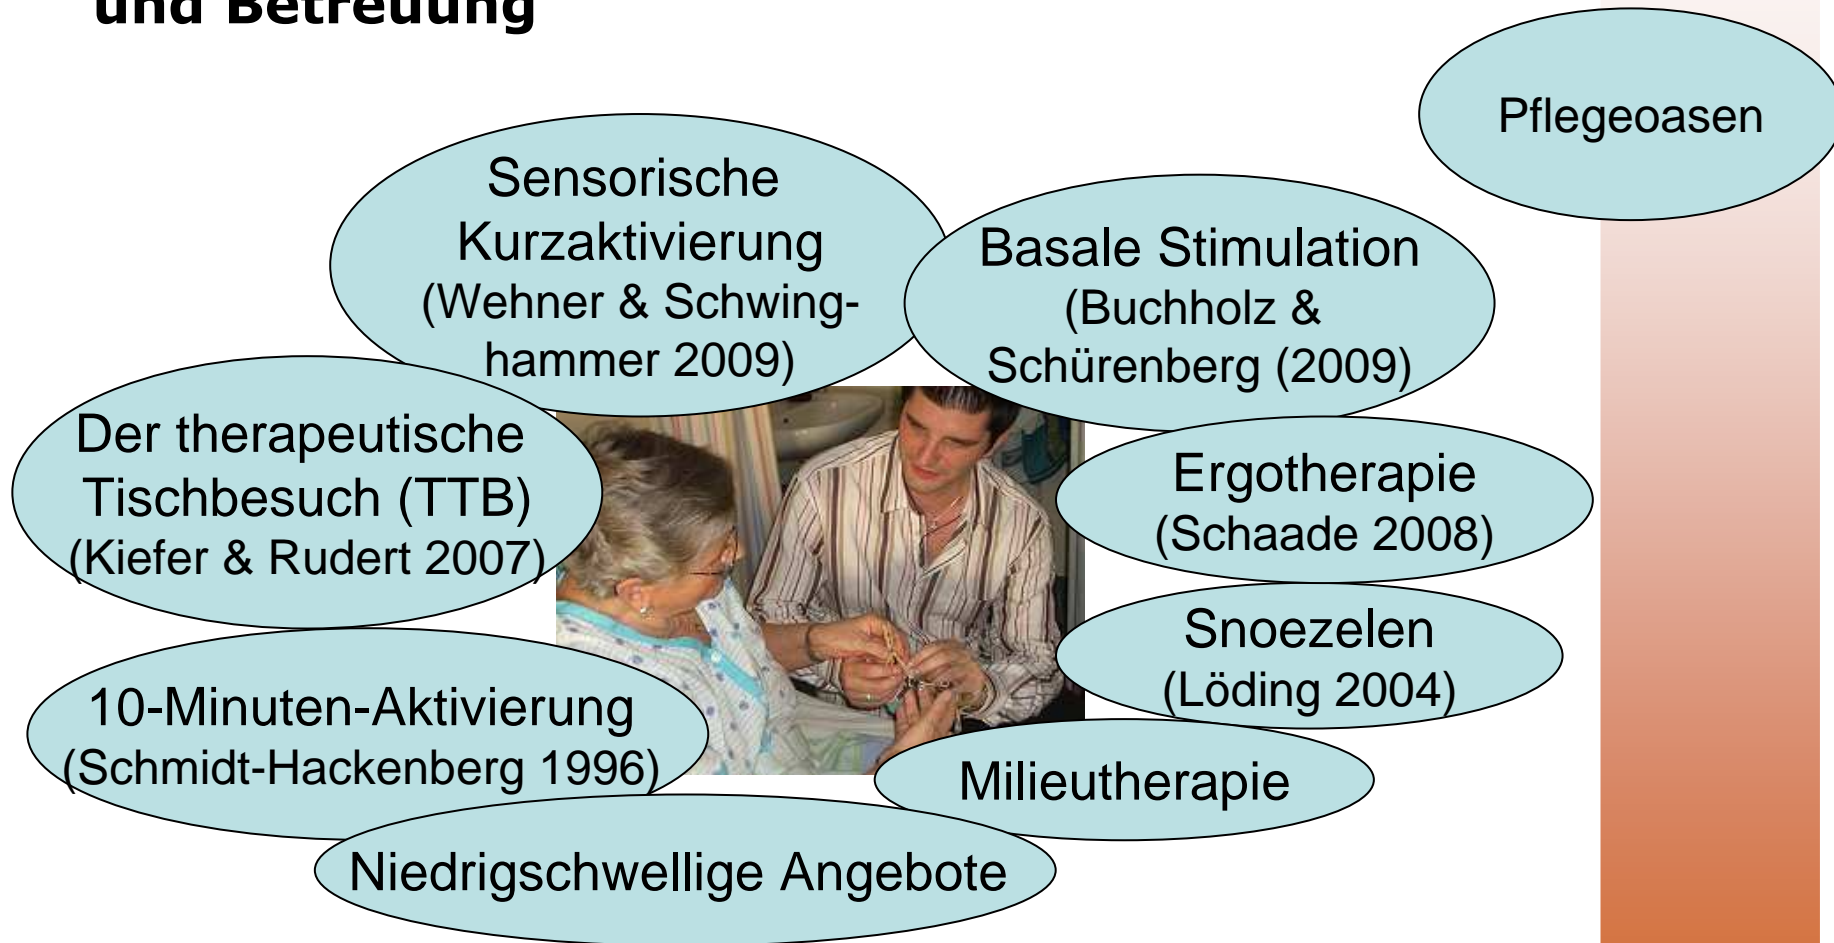 und Betreuung
Pflegeoasen
Sensorische
Kurzaktivierung
(Wehner & Schwing-
hammer 2009)
Basale Stimulation
(Buchholz &
Schürenberg (2009)
Der therapeutische
Tischbesuch (TTB)
(Kiefer & Rudert 2007)
Ergotherapie
(Schaade 2008)
Snoezelen
(Löding 2004)
10-Minuten-Aktivierung
(Schmidt-Hackenberg 1996)
Milieutherapie
Niedrigschwellige Angebote